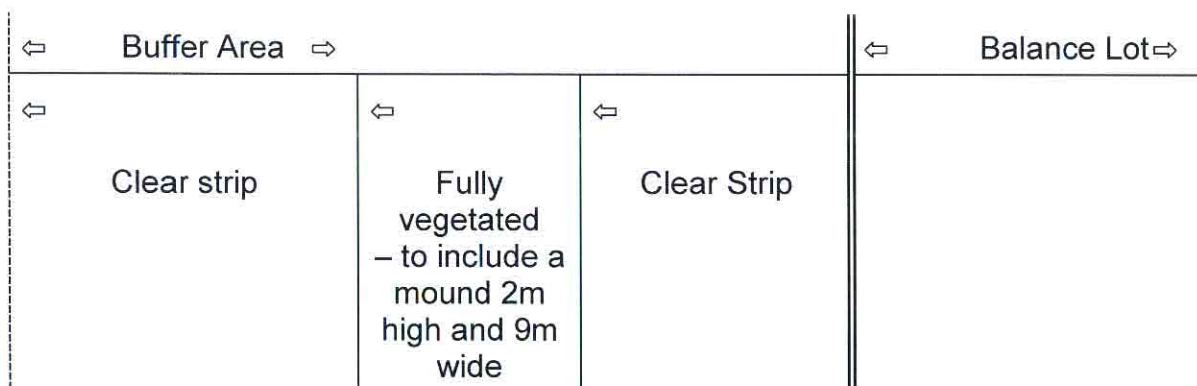 ⇦ Buffer Area ⇨
⇦ Balance Lot⇨
⇦
Clear strip
⇦
Fully
vegetated
– to include a
mound 2m
high and 9m
wide
⇦
Clear Strip